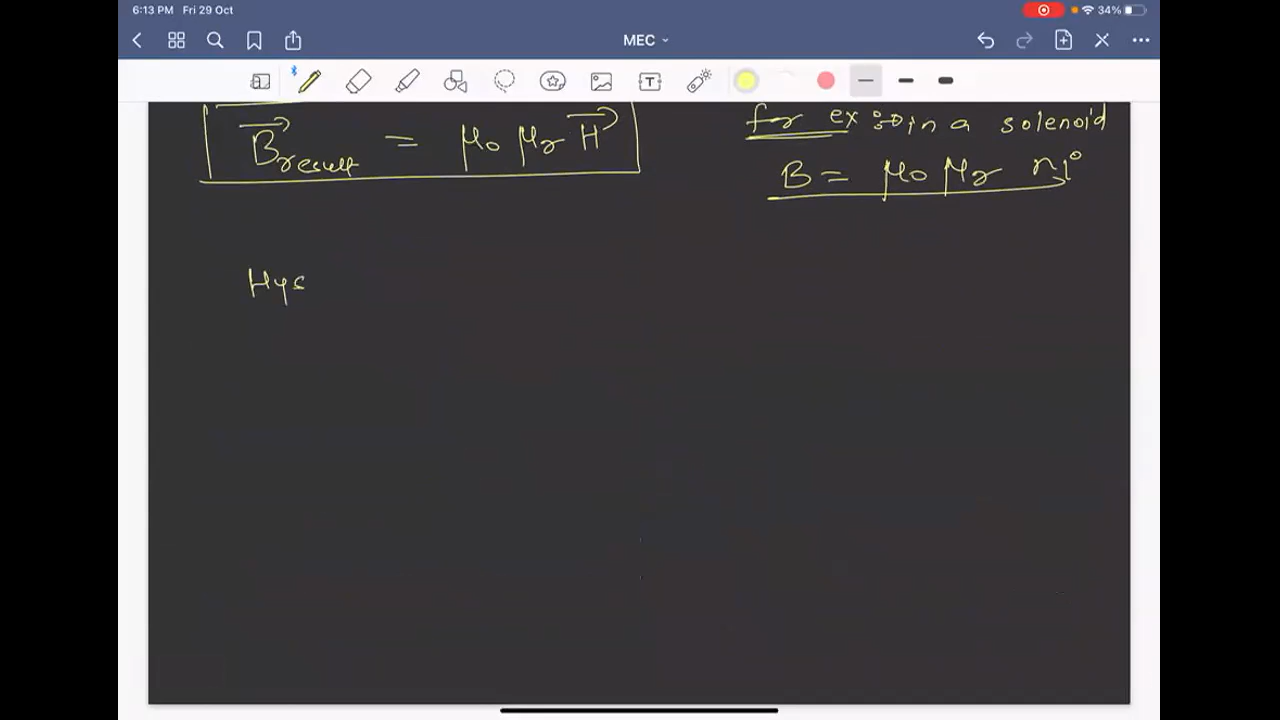 6:13 PM Fri 29 Oct
34%
MEC
B result = μ0 μr H
for ex :→ in a solenoid
B = μ0 μr ni
Hys